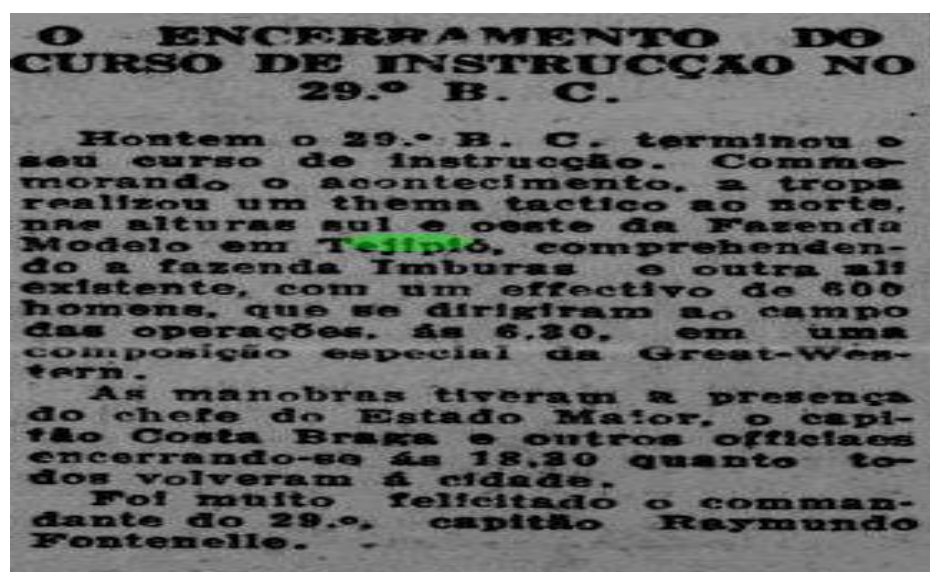 O ENCERRAMENTO DO
CURSO DE INSTRUCÇAO NO
29.º B. C.
Hontem o 29.º B. C. terminou o
seu curso de instrucção. Comme-
morando o acontecimento, a tropa
realizou um thema tactico ao norte,
nas alturas sul e oeste da Fazenda
Modelo em Tejipió, comprehenden-
do a fazenda Imburas e outra ali
existente, com um effectivo de 600
homens, que se dirigiram ao campo
das operações, ás 6,30, em uma
composição especial da Great-Wes-
tern.
As manobras tiveram a presença
do chefe do Estado Maior, o capi-
tão Costa Braga e outros officiaes
encerrando-se ás 18,30 quanto to-
dos volveram á cidade.
Foi muito felicitado o comman-
dante do 29.º, capitão Raymundo
Fontenelle.